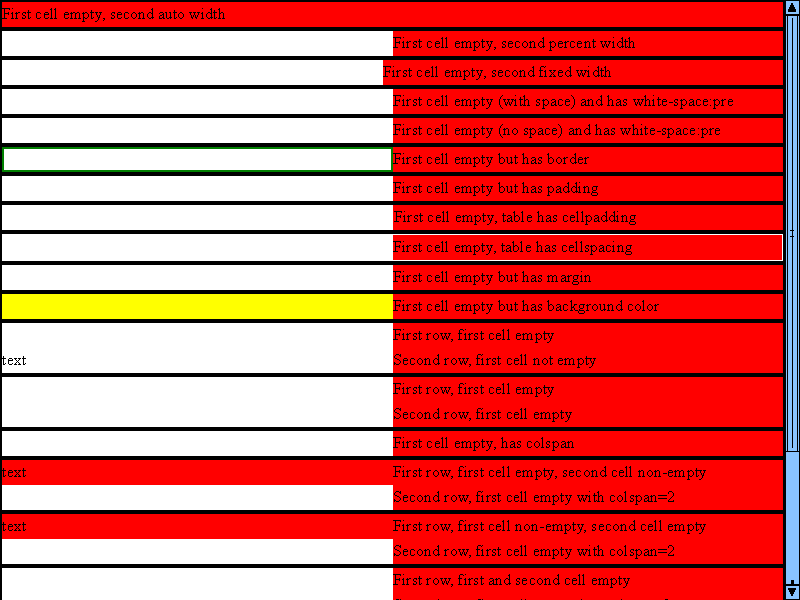 First cell empty, second auto width
First cell empty, second percent width
First cell empty, second fixed width
First cell empty (with space) and has white-space:pre
First cell empty (no space) and has white-space:pre
First cell empty but has border
First cell empty but has padding
First cell empty, table has cellpadding
First cell empty, table has cellspacing
First cell empty but has margin
First cell empty but has background color
First row, first cell empty
text Second row, first cell not empty
First row, first cell empty
Second row, first cell empty
First cell empty, has colspan
text First row, first cell empty, second cell non-empty
Second row, first cell empty with colspan=2
text First row, first cell non-empty, second cell empty
Second row, first cell empty with colspan=2
First row, first and second cell empty